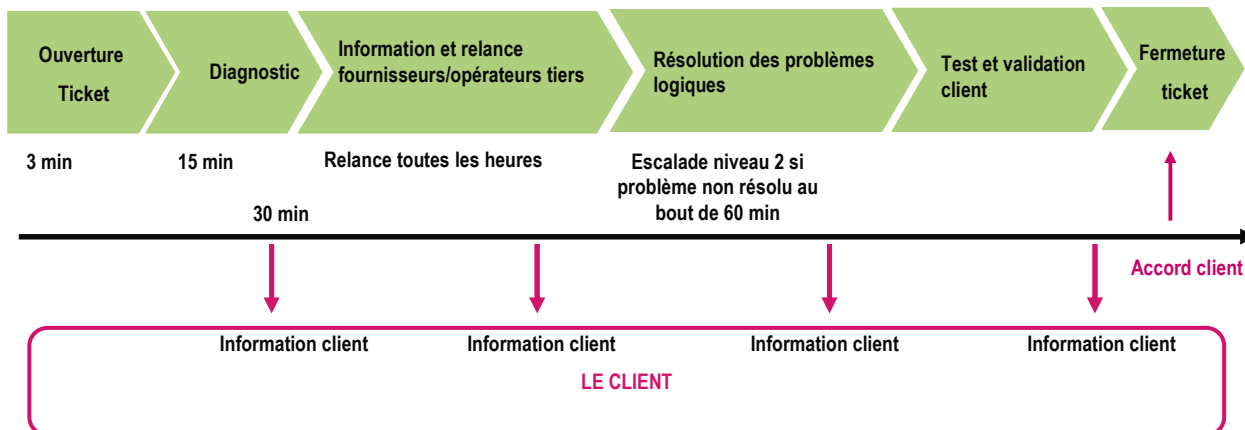 Ouverture
Ticket
Diagnostic
Information et relance
fournisseurs/opérateurs tiers
Résolution des problèmes
logiques
Test et validation
client
Fermeture
ticket
3 min
15 min
Relance toutes les heures
Escalade niveau 2 si
problème non résolu au
bout de 60 min
30 min
Accord client
Information client
Information client
Information client
Information client
LE CLIENT